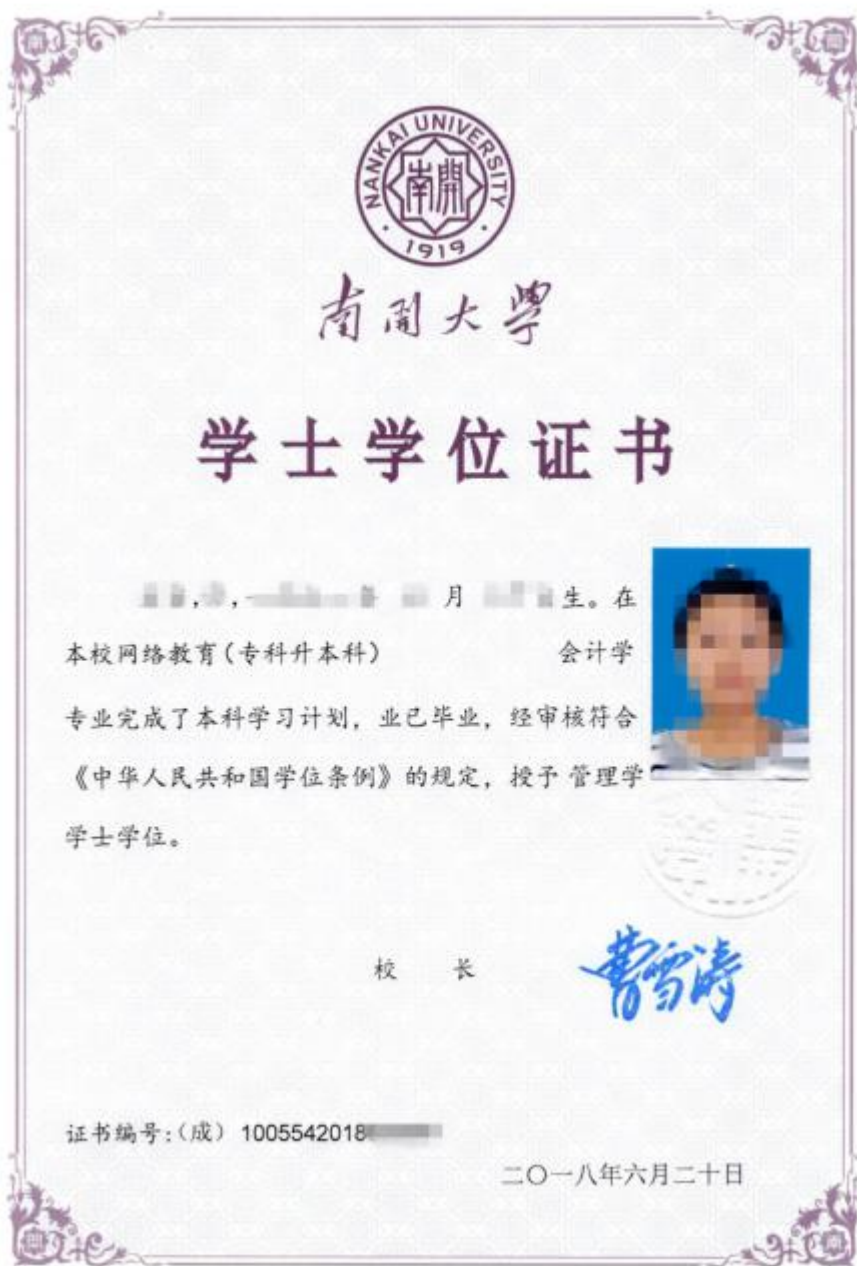 NANKAI UNIVERSITY
南開
1919
南開大學
学士学位证书
月 生。在
本校网络教育(专科升本科) 会计学
专业完成了本科学习计划,业已毕业,经审核符合
《中华人民共和国学位条例》的规定,授予 管理学
学士学位。
校 长 曹雪涛
证书编号:(成) 1005542018
二〇一八年六月二十日